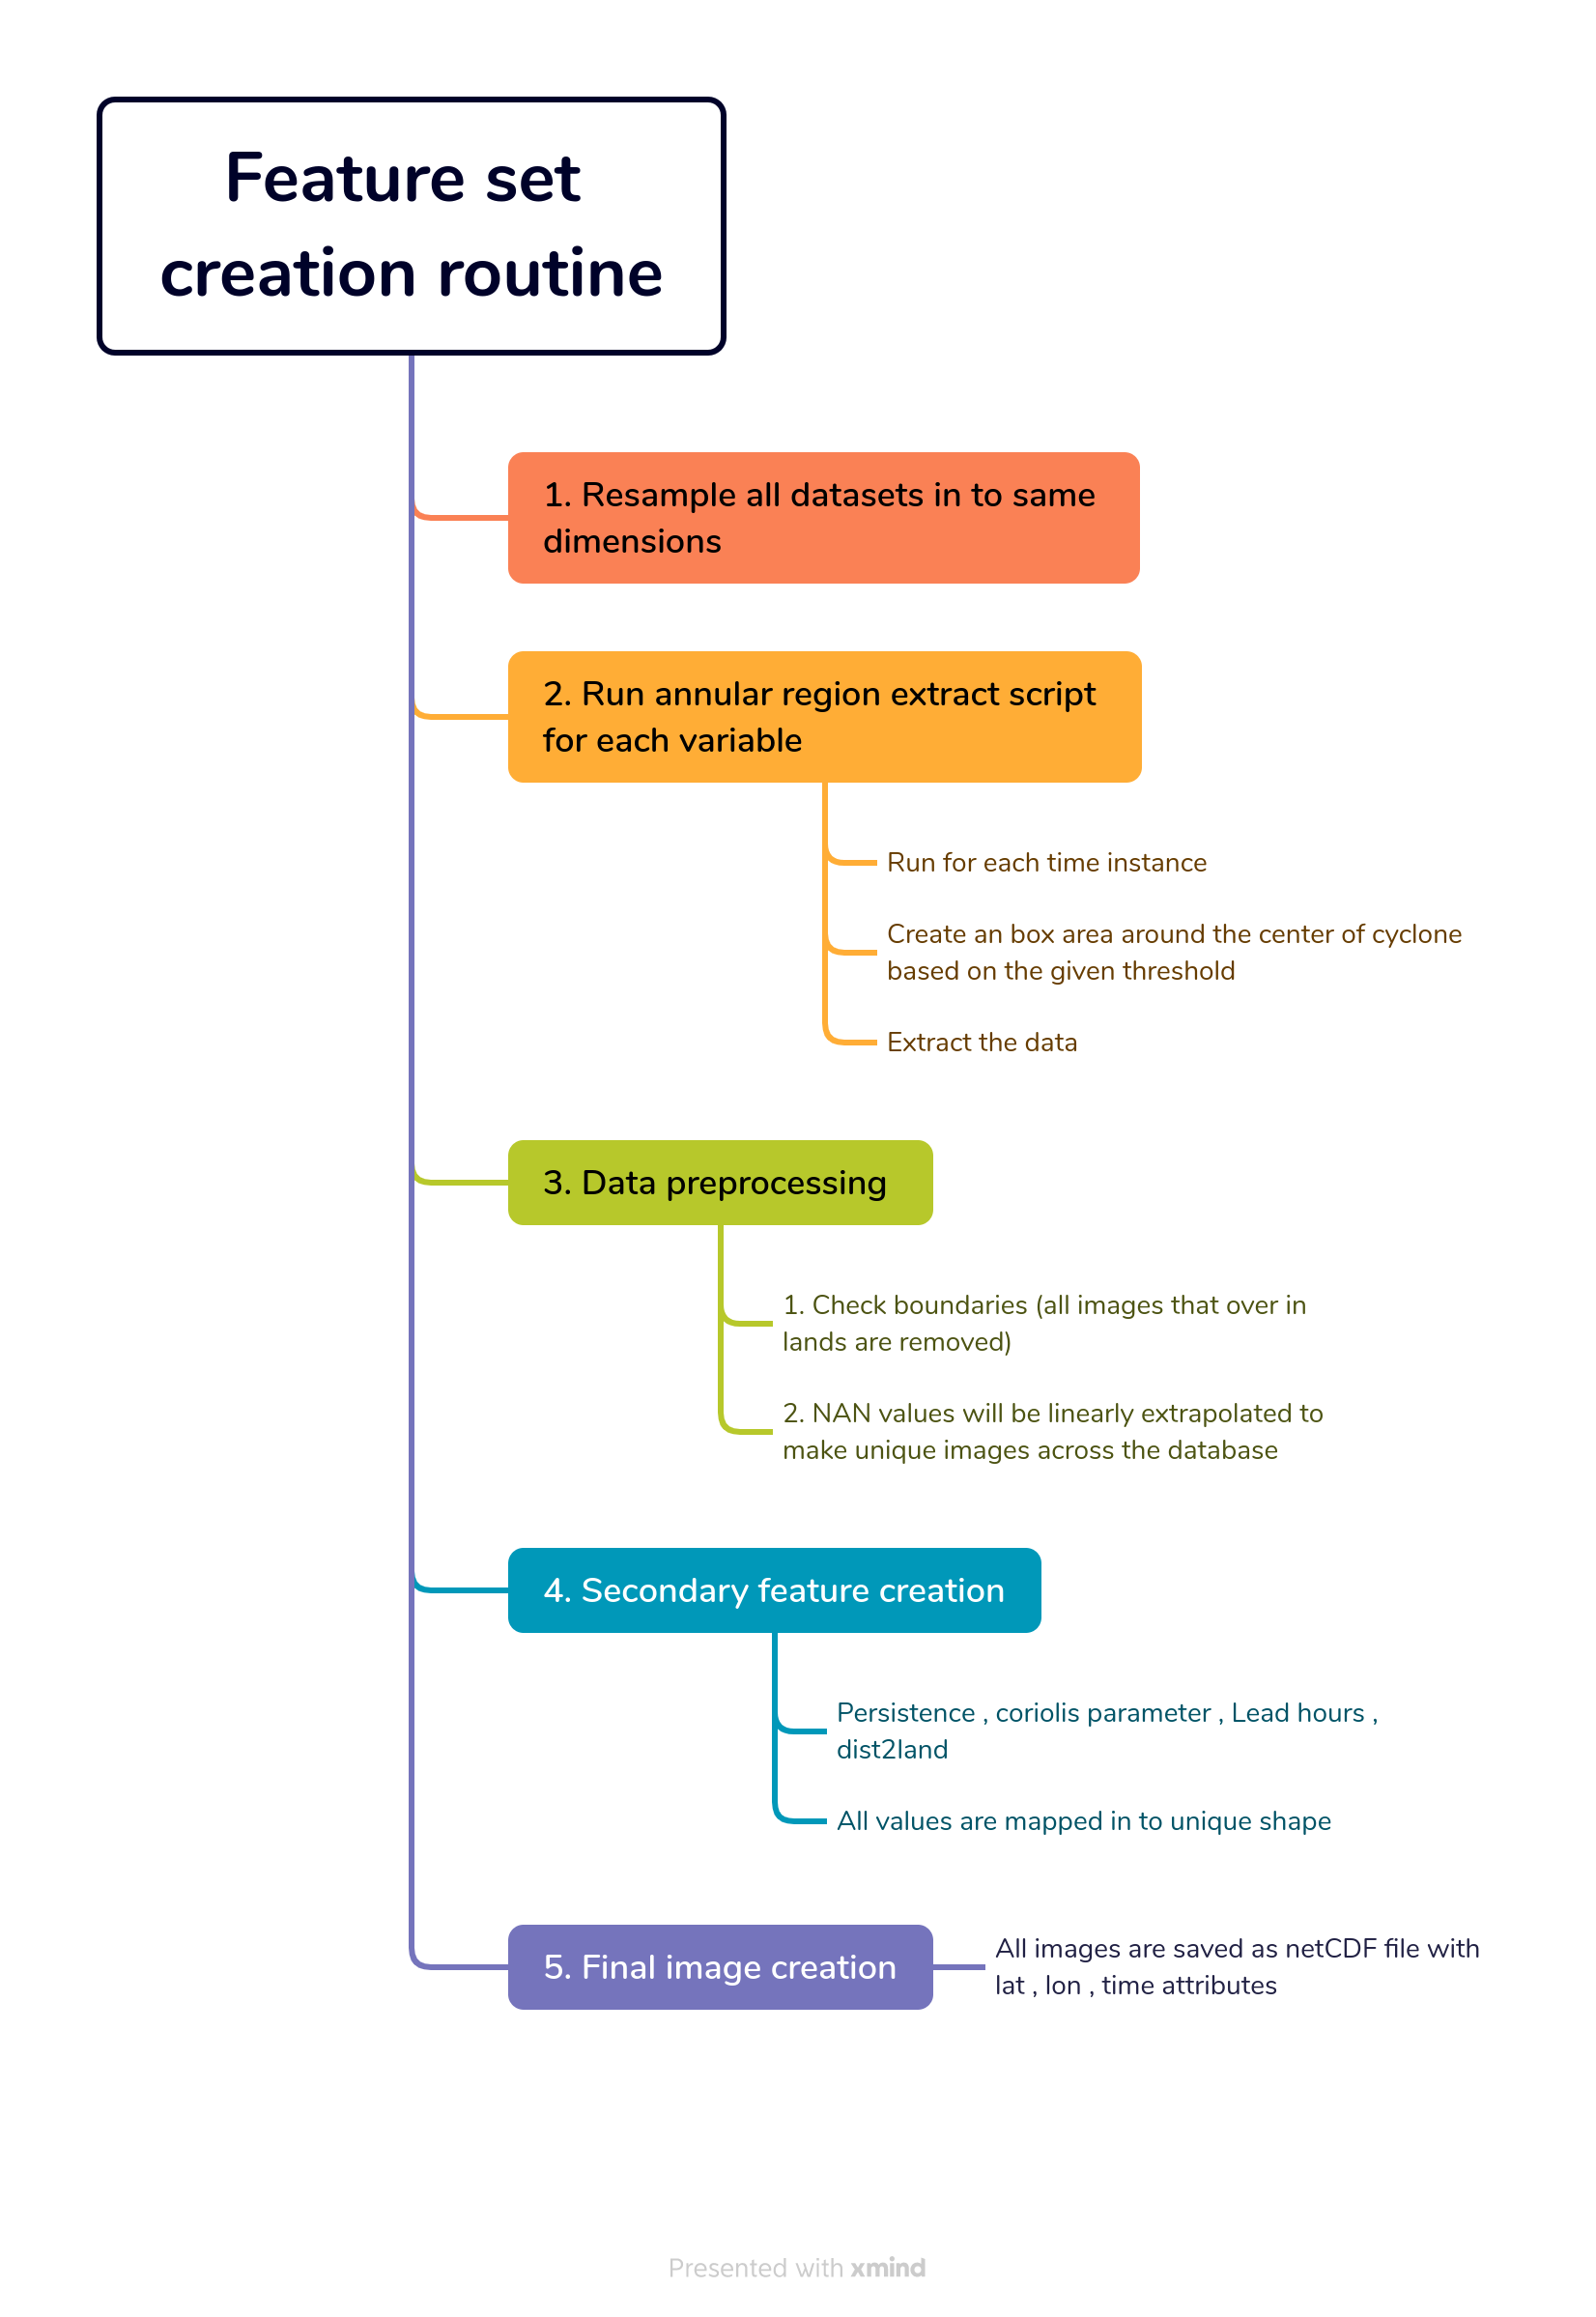 Feature set
creation routine
1. Resample all datasets in to same
dimensions
2. Run annular region extract script
for each variable
Run for each time instance
Create an box area around the center of cyclone
based on the given threshold
Extract the data
3. Data preprocessing
1. Check boundaries (all images that over in
lands are removed)
2. NAN values will be linearly extrapolated to
make unique images across the database
4. Secondary feature creation
Persistence , coriolis parameter , Lead hours ,
dist2land
All values are mapped in to unique shape
5. Final image creation
All images are saved as netCDF file with
lat , lon , time attributes
Presented with xmind